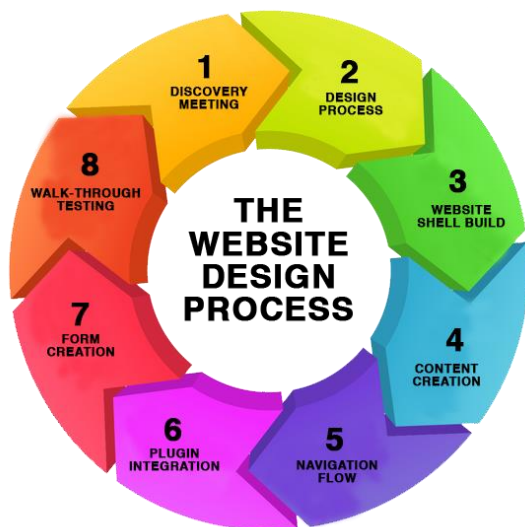 1
DISCOVERY
MEETING
2
DESIGN
PROCESS
3
WEBSITE
SHELL BUILD
4
CONTENT
CREATION
5
NAVIGATION
FLOW
6
PLUGIN
INTEGRATION
7
FORM
CREATION
8
WALK-THROUGH
TESTING
THE
WEBSITE
DESIGN
PROCESS